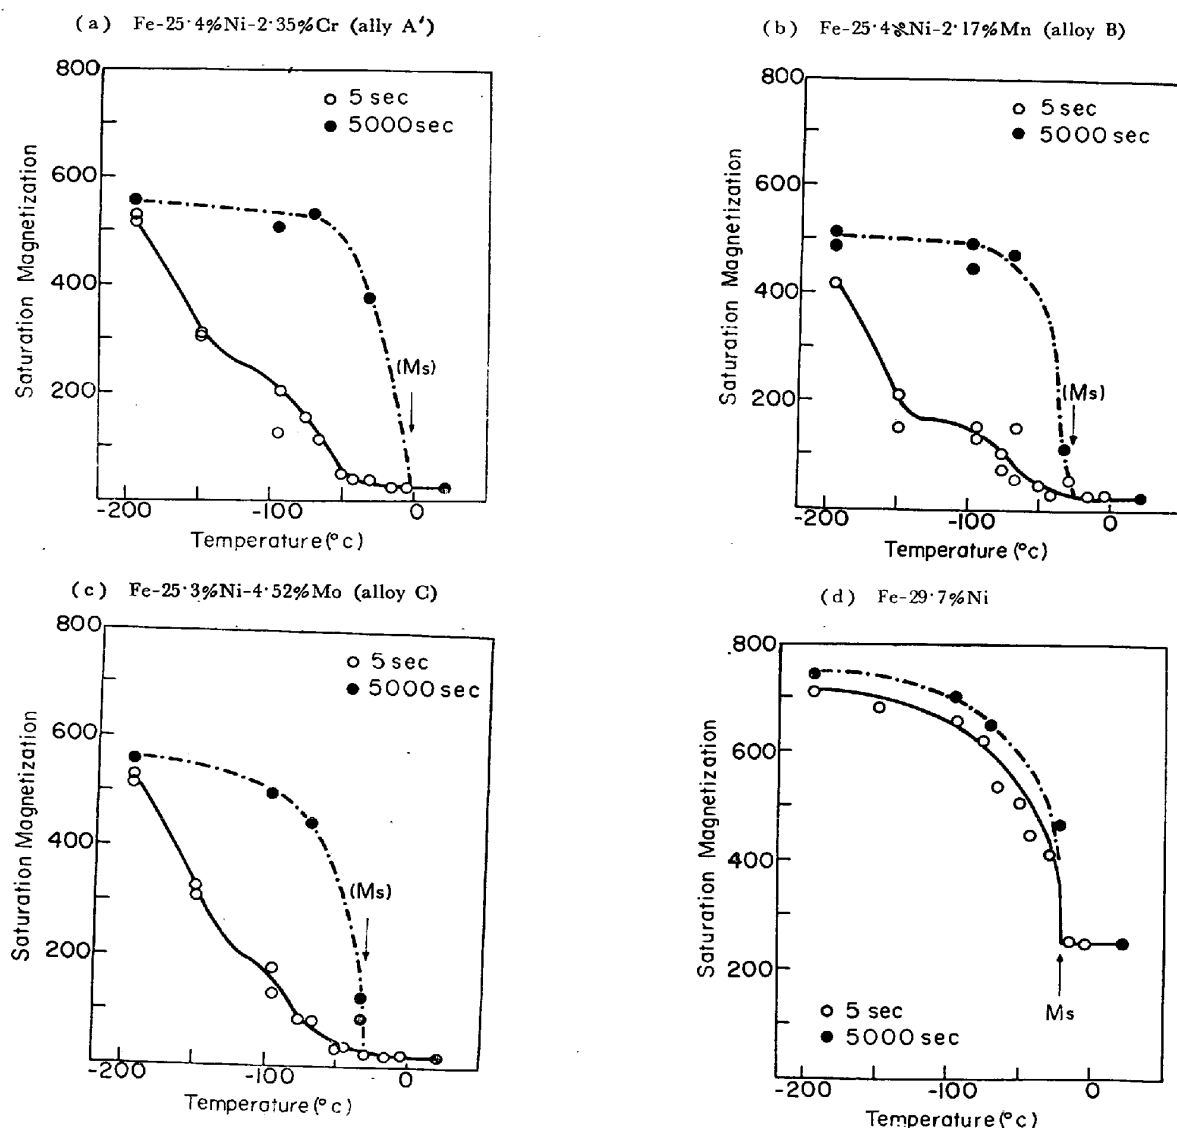 (a) Fe-25·4%Ni-2·35%Cr (ally A′)
800
600
400
200
Saturation Magnetization
○ 5 sec
● 5000 sec
(Ms)
-200 -100 0
Temperature (°c)
(b) Fe-25·4%Ni-2·17%Mn (alloy B)
800
600
400
200
Saturation Magnetization
○ 5 sec
● 5000 sec
(Ms)
-200 -100 0
Temperature (°c)
(c) Fe-25·3%Ni-4·52%Mo (alloy C)
800
600
400
200
Saturation Magnetization
○ 5 sec
● 5000 sec
(Ms)
-200 -100 0
Temperature (°c)
(d) Fe-29·7%Ni
800
600
400
200
Saturation Magnetization
○ 5 sec
● 5000 sec
Ms
-200 -100 0
Temperature (°c)